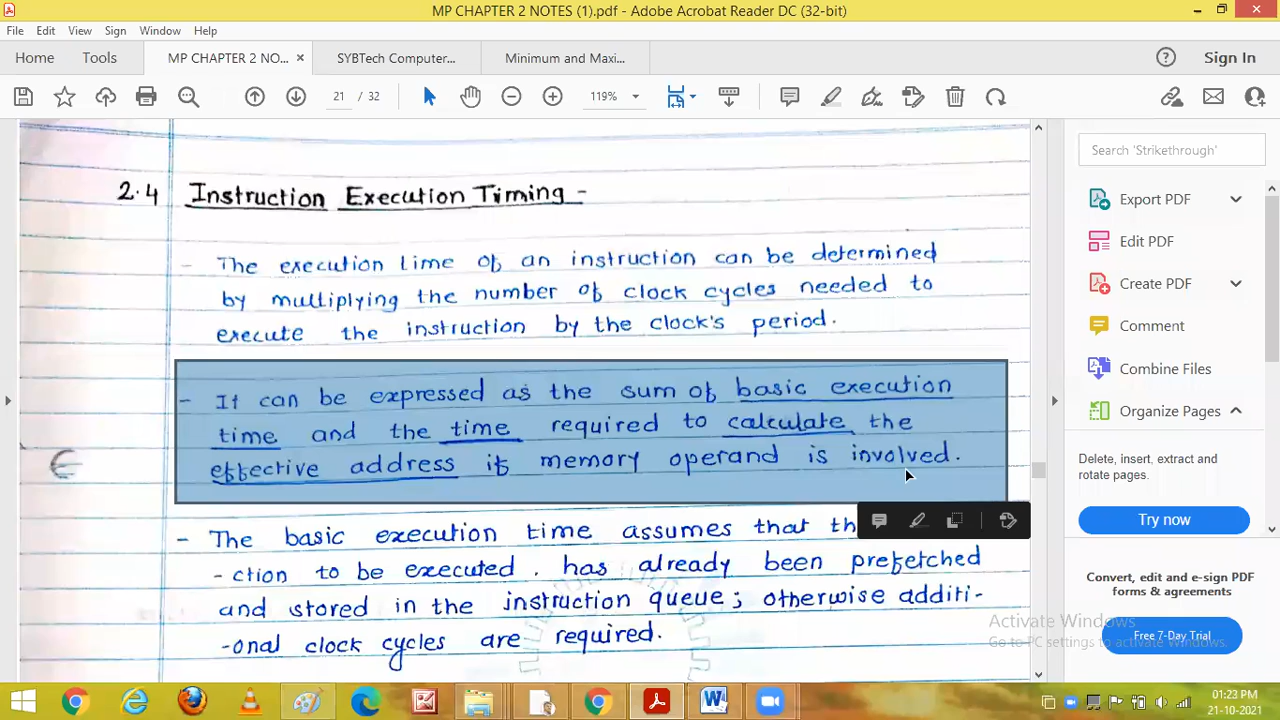 MP CHAPTER 2 NOTES (1).pdf - Adobe Acrobat Reader DC (32-bit)
File Edit View Sign Window Help
Home Tools MP CHAPTER 2 NO... × SYBTech Computer... Minimum and Maxi... ? Sign In
21 / 32 119%
2.4 Instruction Execution Timing -
- The execution time of an instruction can be determined
by multiplying the number of clock cycles needed to
execute the instruction by the clock's period.
- It can be expressed as the sum of basic execution
time and the time required to calculate the
effective address if memory operand is involved.
- The basic execution time assumes that th
- ction to be executed. has already been prefetched
and stored in the instruction queue; otherwise additi-
-onal clock cycles are required.
Search 'Strikethrough'
Export PDF
Edit PDF
Create PDF
Comment
Combine Files
Organize Pages
Delete, insert, extract and
rotate pages.
Try now
Convert, edit and e-sign PDF
forms & agreements
Free 7-Day Trial
Activate Windows
Go to PC settings to activate Windows.
01:23 PM
21-10-2021